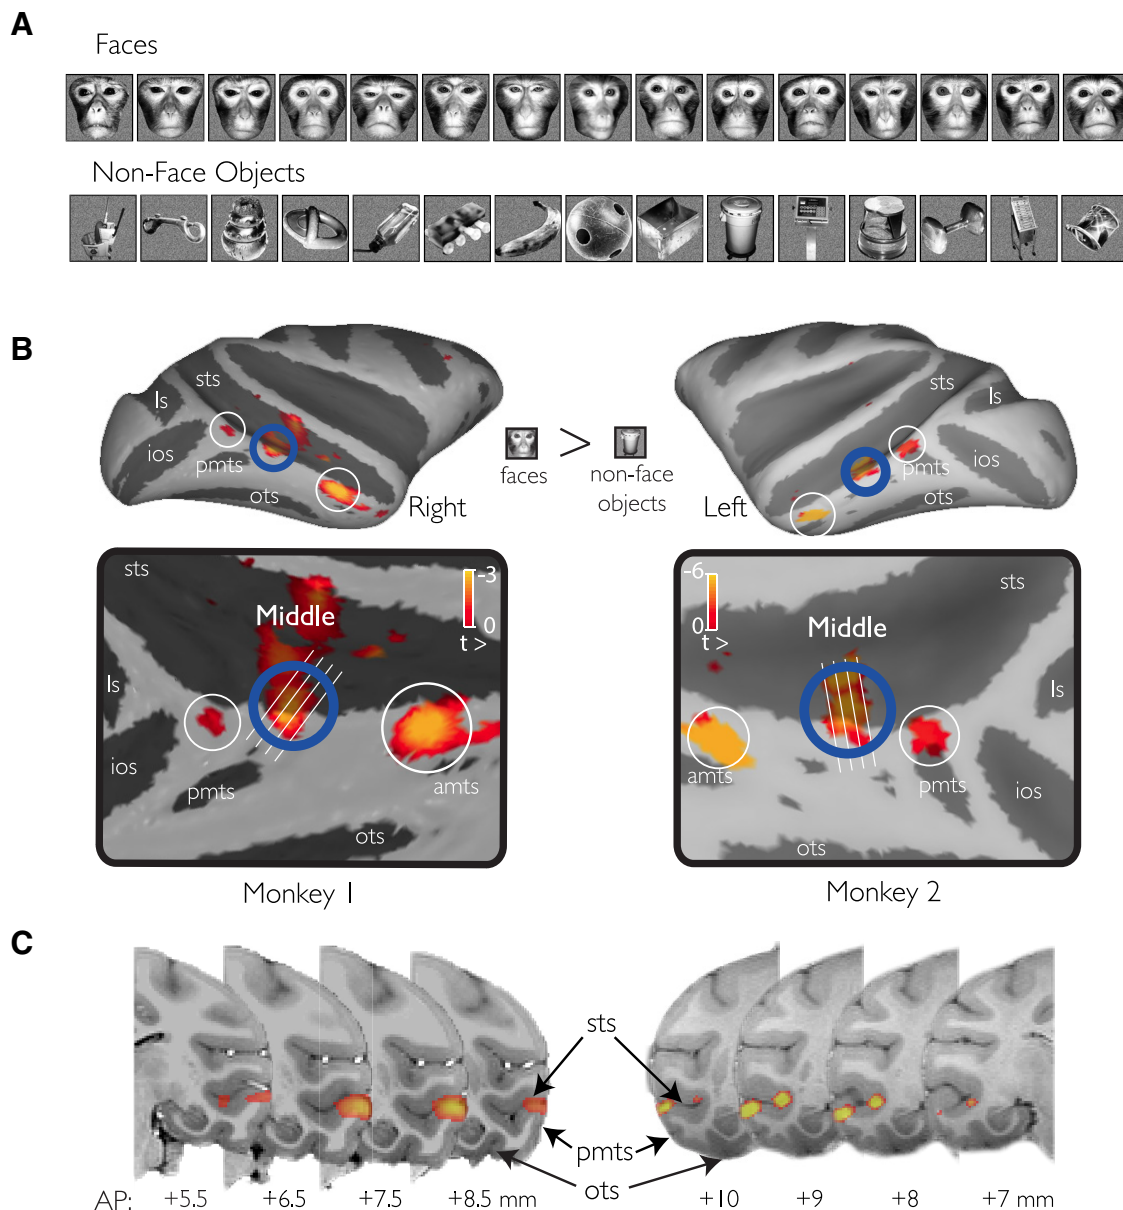 A
Faces
Non-Face Objects
B
sts
ls
ios
pmts
ots
Right
faces
>
non-face
objects
sts
ls
ios
pmts
ots
Left
sts
Middle
-3
0
t >
ls
ios
pmts
amts
ots
Monkey 1
-6
0
t >
sts
Middle
ls
amts
pmts
ios
ots
Monkey 2
C
sts
pmts
ots
AP: +5.5 +6.5 +7.5 +8.5 mm
+10 +9 +8 +7 mm